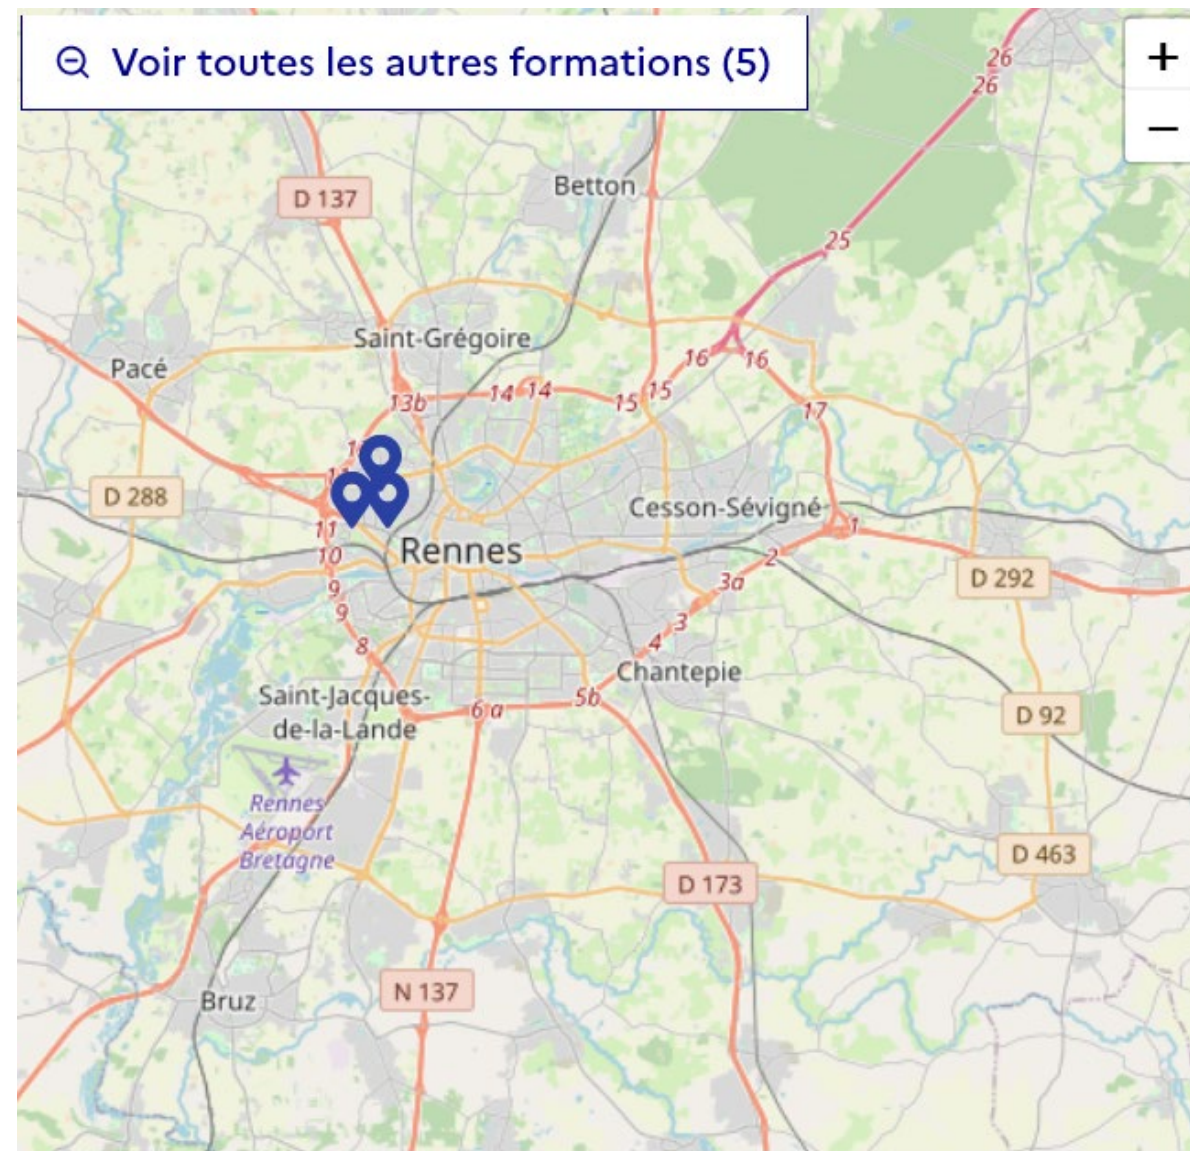 Voir toutes les autres formations (5)
+
−
26
26
D 137
Betton
25
Saint-Grégoire
Pacé
16
16
14
14
15
15
13b
17
D 288
Cesson-Sévigné
1
11
10
Rennes
2
D 292
9
3a
9
3
8
4
Chantepie
Saint-Jacques-
de-la-Lande
5b
6 a
D 92
Rennes
Aéroport
Bretagne
D 463
D 173
N 137
Bruz